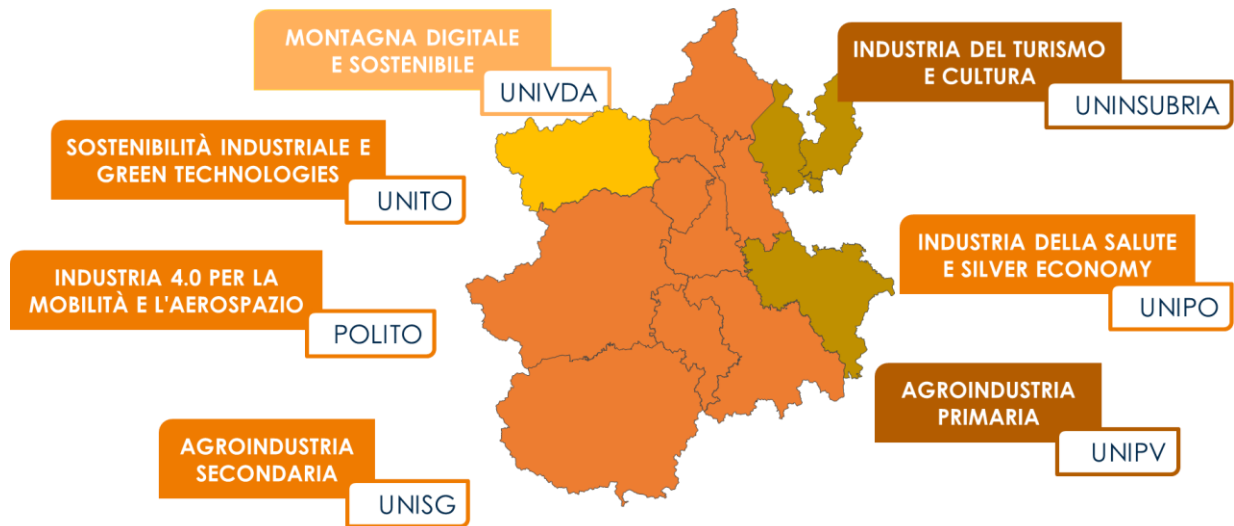 MONTAGNA DIGITALE
E SOSTENIBILE
UNIVDA
INDUSTRIA DEL TURISMO
E CULTURA
UNINSUBRIA
SOSTENIBILITÀ INDUSTRIALE E
GREEN TECHNOLOGIES
UNITO
INDUSTRIA DELLA SALUTE
E SILVER ECONOMY
UNIPO
INDUSTRIA 4.0 PER LA
MOBILITÀ E L'AEROSPAZIO
POLITO
AGROINDUSTRIA
PRIMARIA
UNIPV
AGROINDUSTRIA
SECONDARIA
UNISG